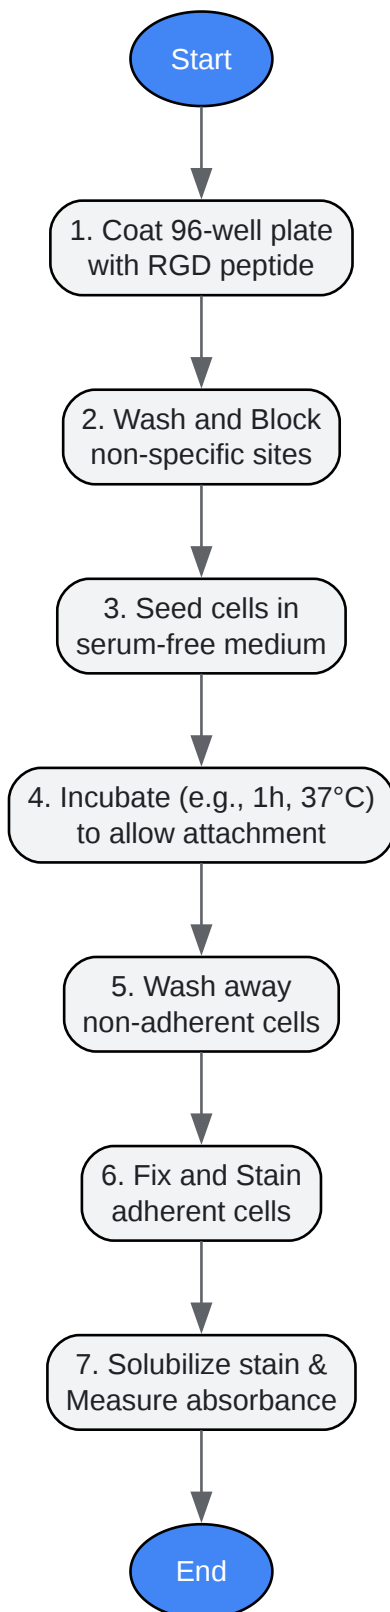 Start
1. Coat 96-well plate
with RGD peptide
2. Wash and Block
non-specific sites
3. Seed cells in
serum-free medium
4. Incubate (e.g., 1h, 37°C)
to allow attachment
5. Wash away
non-adherent cells
6. Fix and Stain
adherent cells
7. Solubilize stain &
Measure absorbance
End